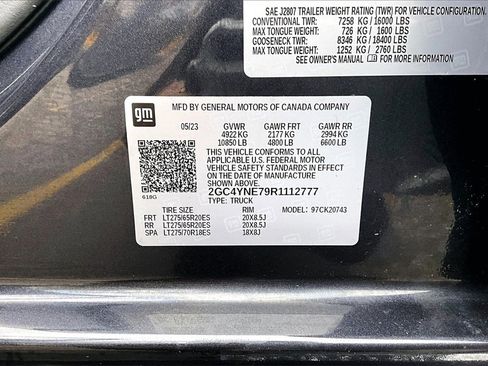 SAE J2807 TRAILER WEIGHT RATING (TWR) FOR VEHICLE CONFIGURATION.
CONVENTIONAL TWR: 7258 KG / 16000 LBS
MAX TONGUE WEIGHT: 726 KG / 1600 LBS
GOOSENECK TWR: 8346 KG / 18400 LBS
MAX TONGUE WEIGHT: 1252 KG / 2760 LBS
SEE OWNER'S MANUAL FOR MORE INFORMATION.
gm
MFD BY GENERAL MOTORS OF CANADA COMPANY
05/23 GVWR GAWR FRT GAWR RR
4922 KG 2177 KG 2994 KG
10850 LB 4800 LB 6600 LB
THIS VEHICLE CONFORMS TO ALL
APPLICABLE U.S. FEDERAL MOTOR
VEHICLE SAFETY STANDARDS IN EFFECT ON
THE DATE OF MANUFACTURE SHOWN ABOVE.
618G
2GC4YNE79R1112777
TYPE: TRUCK
TIRE SIZE RIM MODEL: 97CK20743
FRT LT275/65R20ES 20X8.5J
RR LT275/65R20ES 20X8.5J
SPA LT275/70R18ES 18X8J